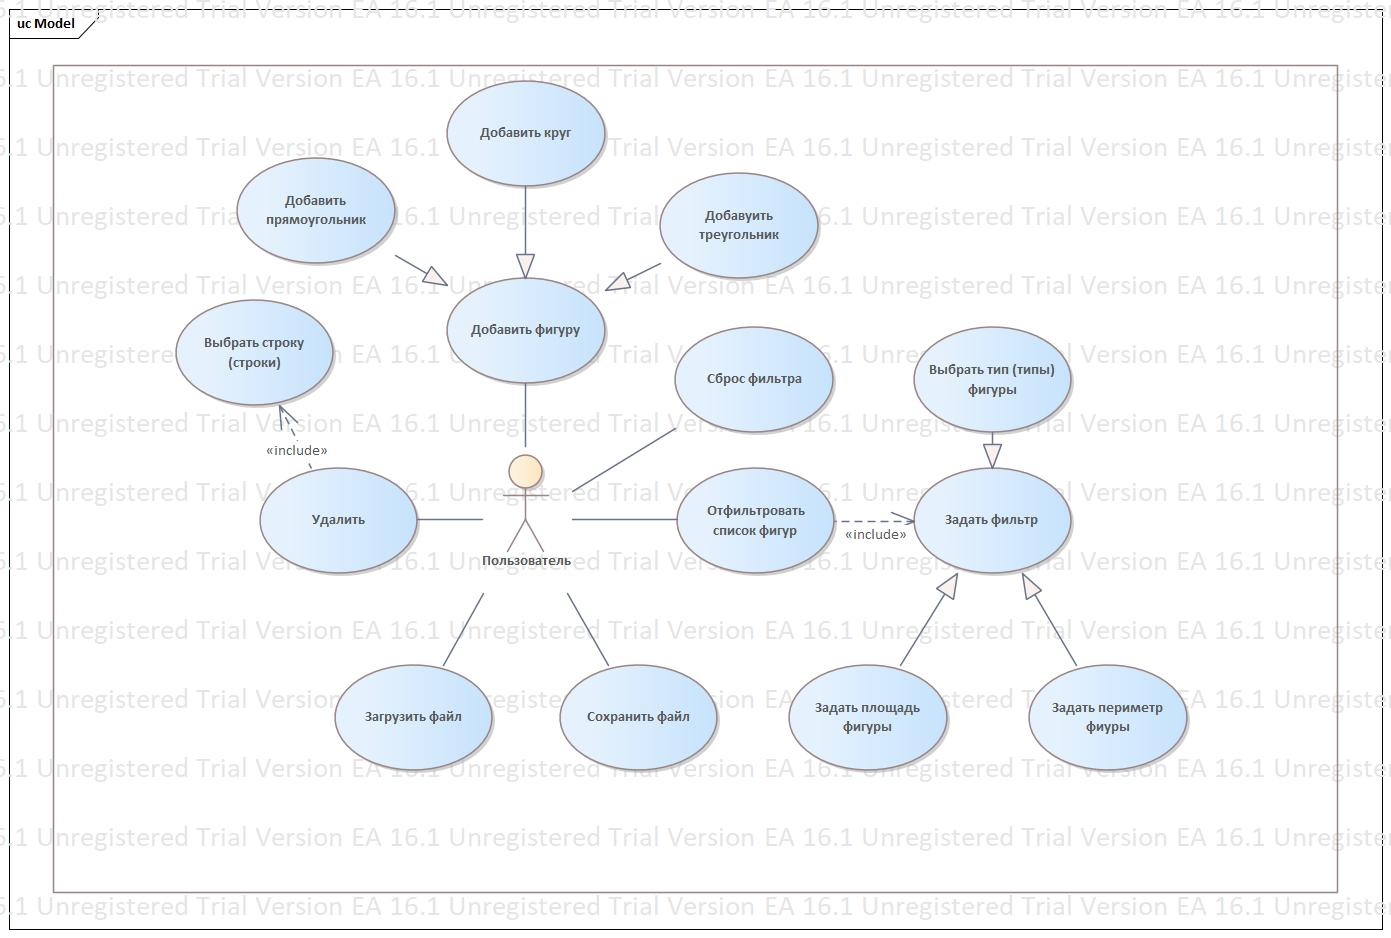 uc Model
Добавить круг
Добавить
прямоугольник
Добавуить
треугольник
Добавить фигуру
Выбрать строку
(строки)
Сброс фильтра
Выбрать тип (типы)
фигуры
«include»
Удалить
Пользователь
Отфильтровать
список фигур
«include»
Задать фильтр
Загрузить файл
Сохранить файл
Задать площадь
фигуры
Задать периметр
фиуры
EA 16.1 Unregistered Trial Version